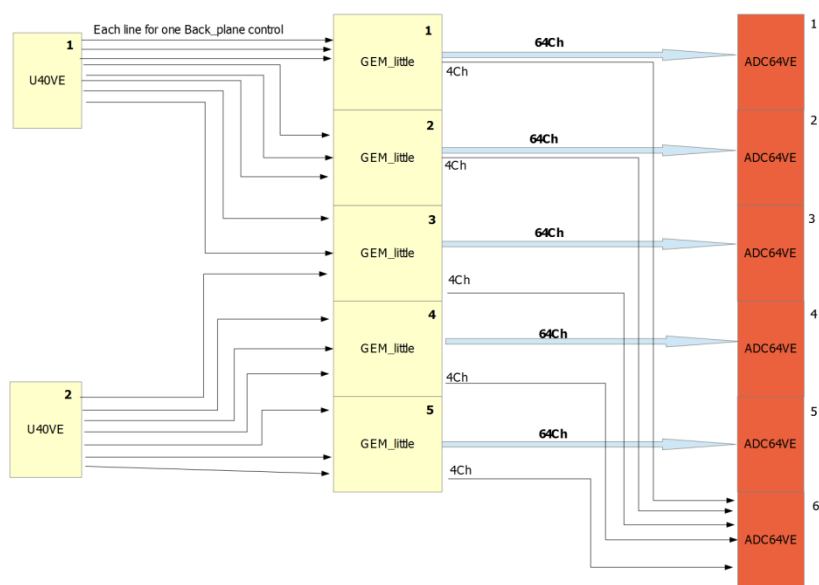 Each line for one Back_plane control
1
U40VE
1
GEM_little
64Ch
4Ch
1
ADC64VE
2
GEM_little
64Ch
4Ch
2
ADC64VE
3
GEM_little
64Ch
4Ch
3
ADC64VE
4
GEM_little
64Ch
4Ch
4
ADC64VE
2
U40VE
5
GEM_little
64Ch
4Ch
5
ADC64VE
6
ADC64VE